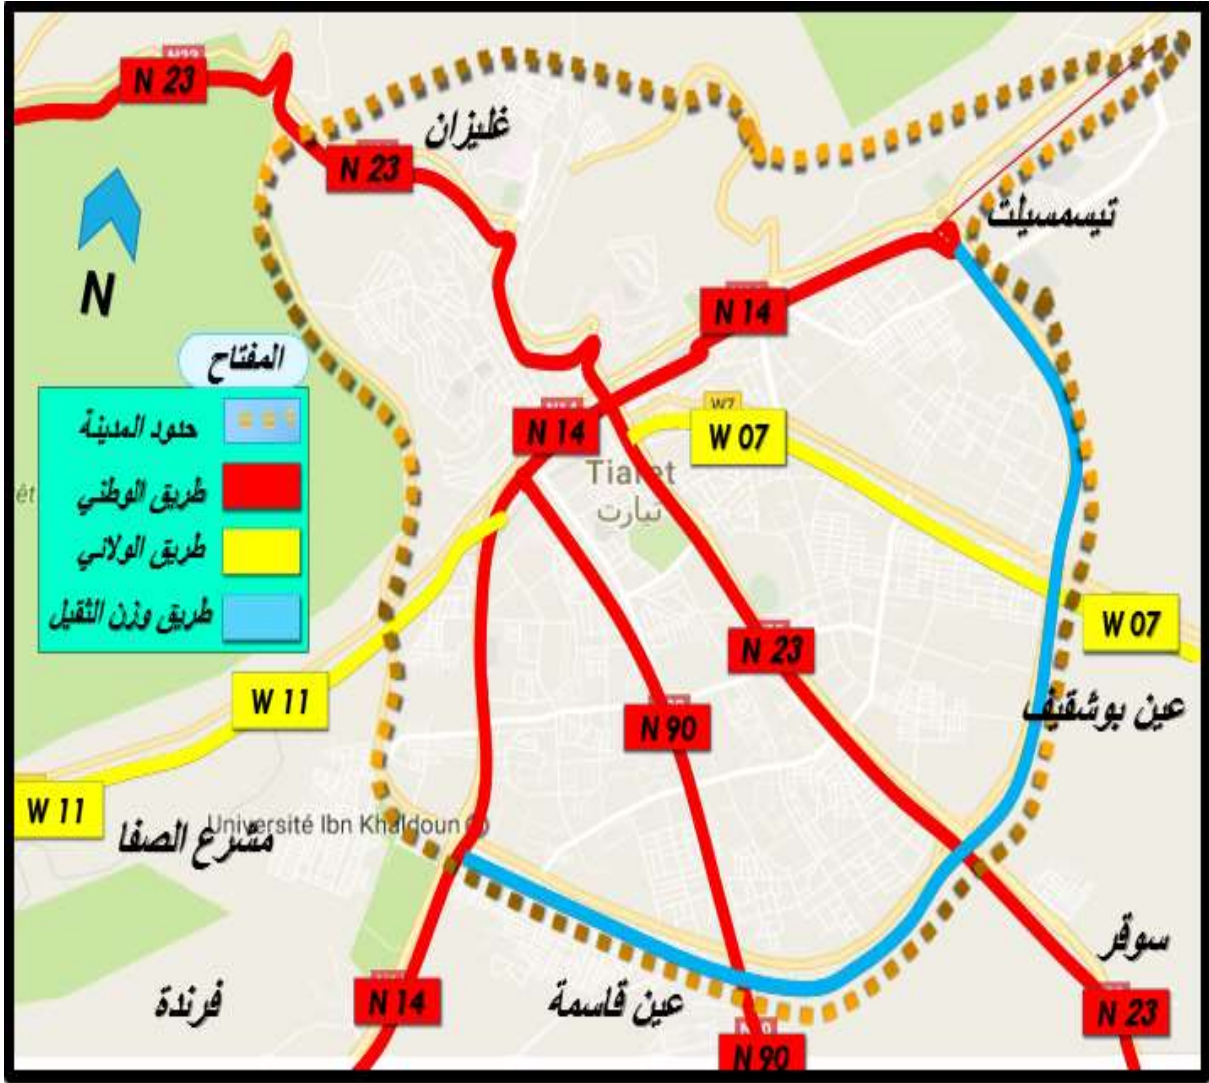 N 23
غليزان
N 23
تيسمسيلت
N
N 14
المفتاح
حدود المدينة
طريق الوطني
طريق الولائي
طريق وزن الثقيل
N 14
W7
W 07
Tiaret
تيارت
W 07
N 23
W 11
N 90
عين بوشقيف
W 11
مشرع الصفا
Université Ibn Khaldoun
سوقر
فرندة
N 14
عين قاسمة
N 23
N 90